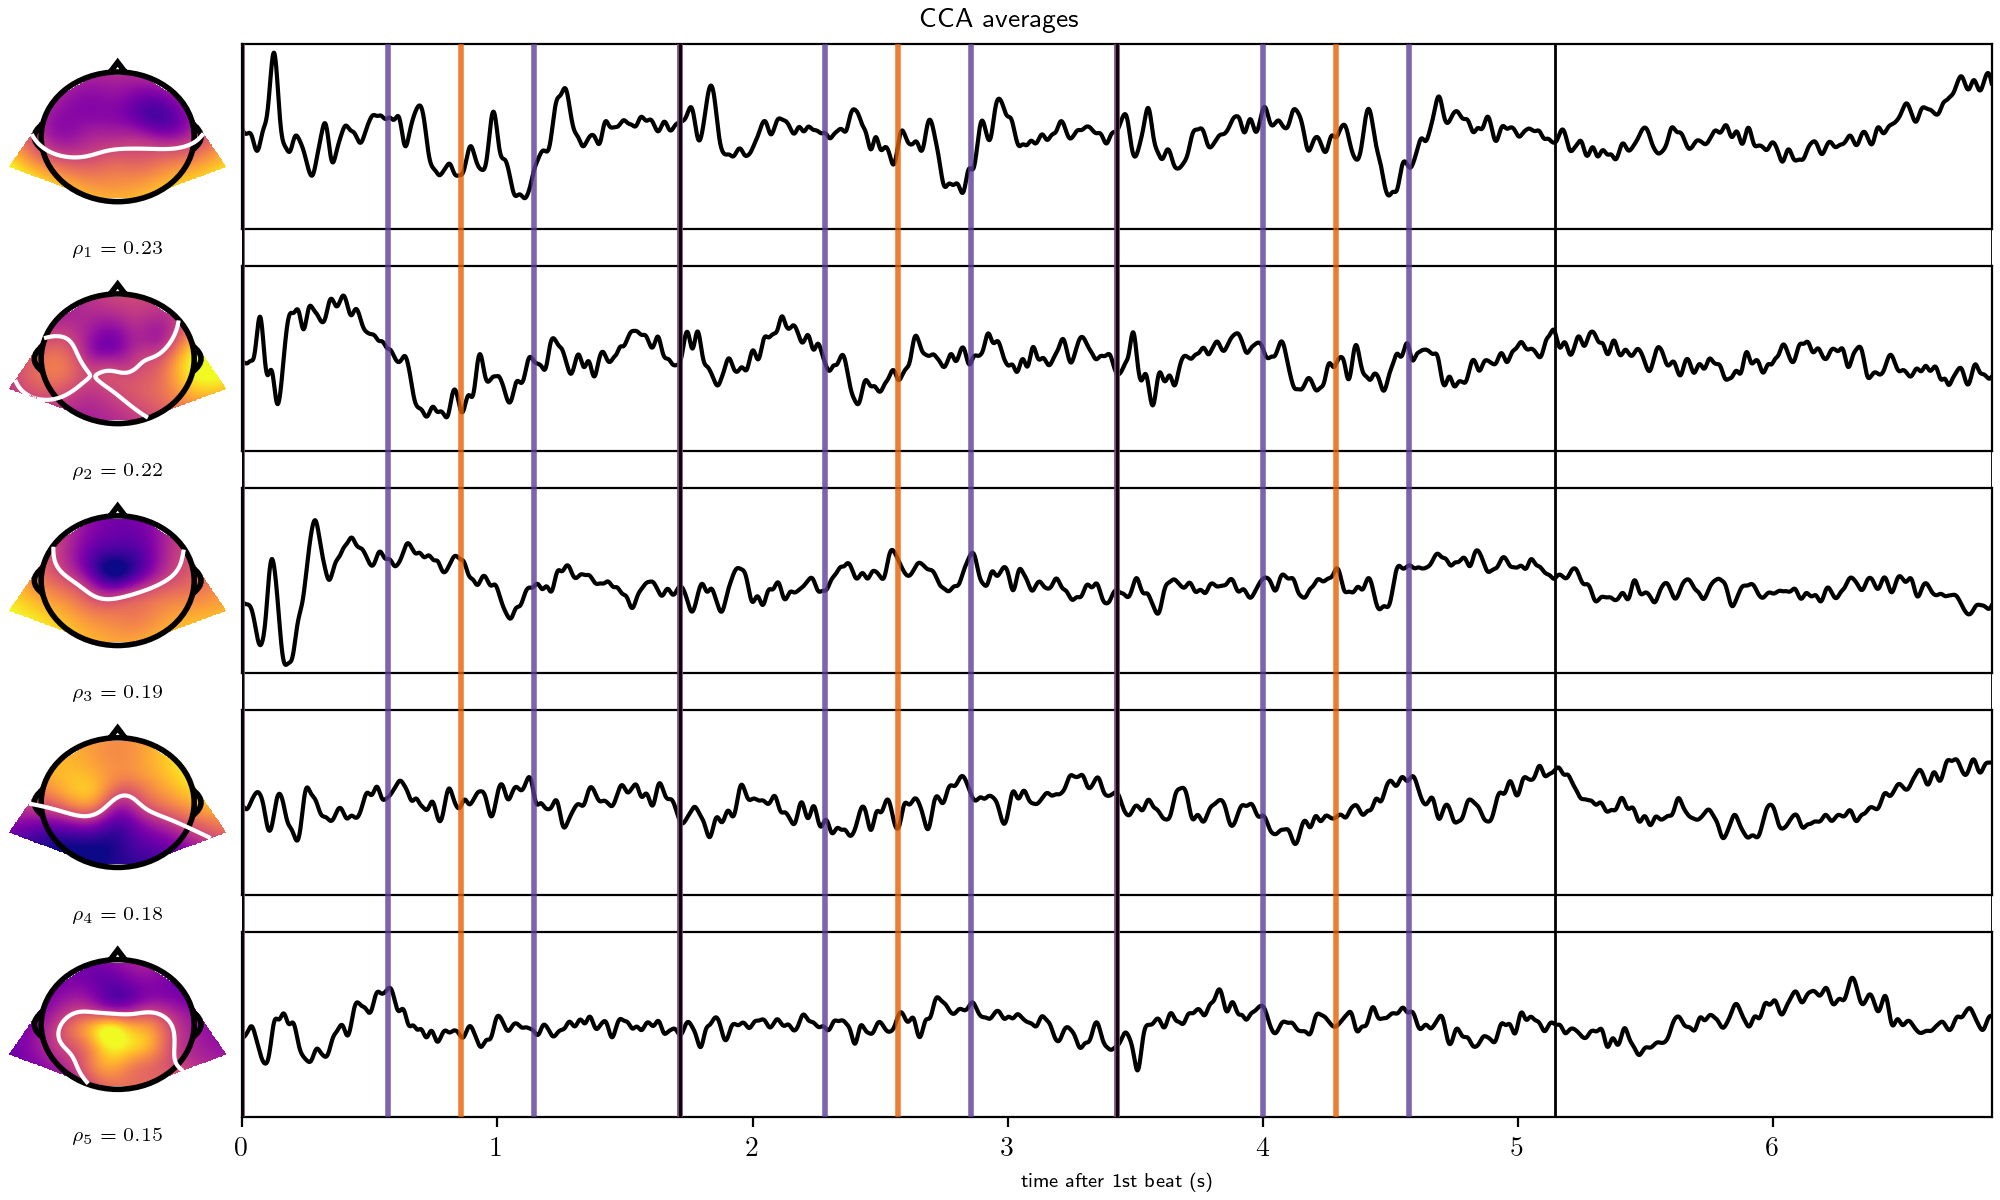 CCA averages
ρ₁ = 0.23
ρ₂ = 0.22
ρ₃ = 0.19
ρ₄ = 0.18
ρ₅ = 0.15
0 1 2 3 4 5 6
time after 1st beat (s)